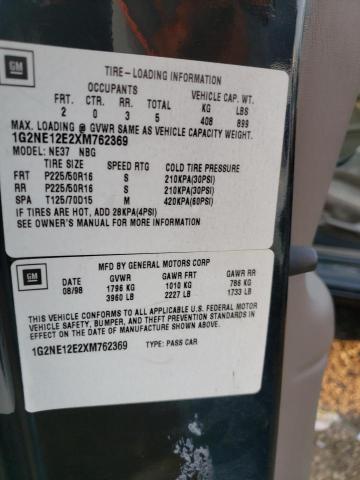 GM
TIRE-LOADING INFORMATION
OCCUPANTS VEHICLE CAP. WT.
FRT. CTR. RR. TOTAL KG LBS
2 0 3 5 408 899
MAX. LOADING @ GVWR SAME AS VEHICLE CAPACITY WEIGHT.
1G2NE12E2XM762369
MODEL: NE37 NBG
TIRE SIZE SPEED RTG COLD TIRE PRESSURE
FRT P225/50R16 S 210KPA(30PSI)
RR P225/50R16 S 210KPA(30PSI)
SPA T125/70D15 M 420KPA(60PSI)
IF TIRES ARE HOT, ADD 28KPA(4PSI)
SEE OWNER'S MANUAL FOR MORE INFORMATION
GM
MFD BY GENERAL MOTORS CORP
DATE GVWR GAWR FRT GAWR RR
08/98 1796 KG 1010 KG 786 KG
3960 LB 2227 LB 1733 LB
THIS VEHICLE CONFORMS TO ALL APPLICABLE U.S. FEDERAL MOTOR
VEHICLE SAFETY, BUMPER, AND THEFT PREVENTION STANDARDS IN
EFFECT ON THE DATE OF MANUFACTURE SHOWN ABOVE.
1G2NE12E2XM762369 TYPE: PASS CAR